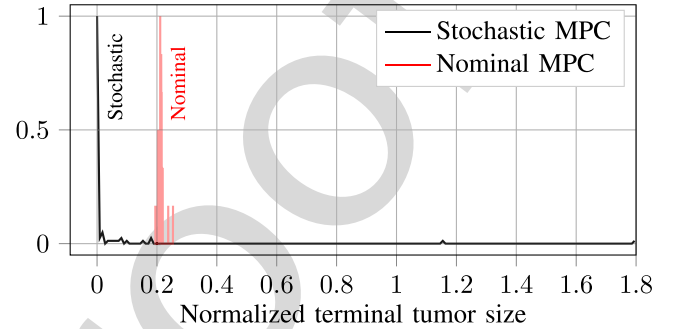 Stochastic MPC
Nominal MPC
Stochastic
Nominal
1
0.5
0
0 0.2 0.4 0.6 0.8 1 1.2 1.4 1.6 1.8
Normalized terminal tumor size